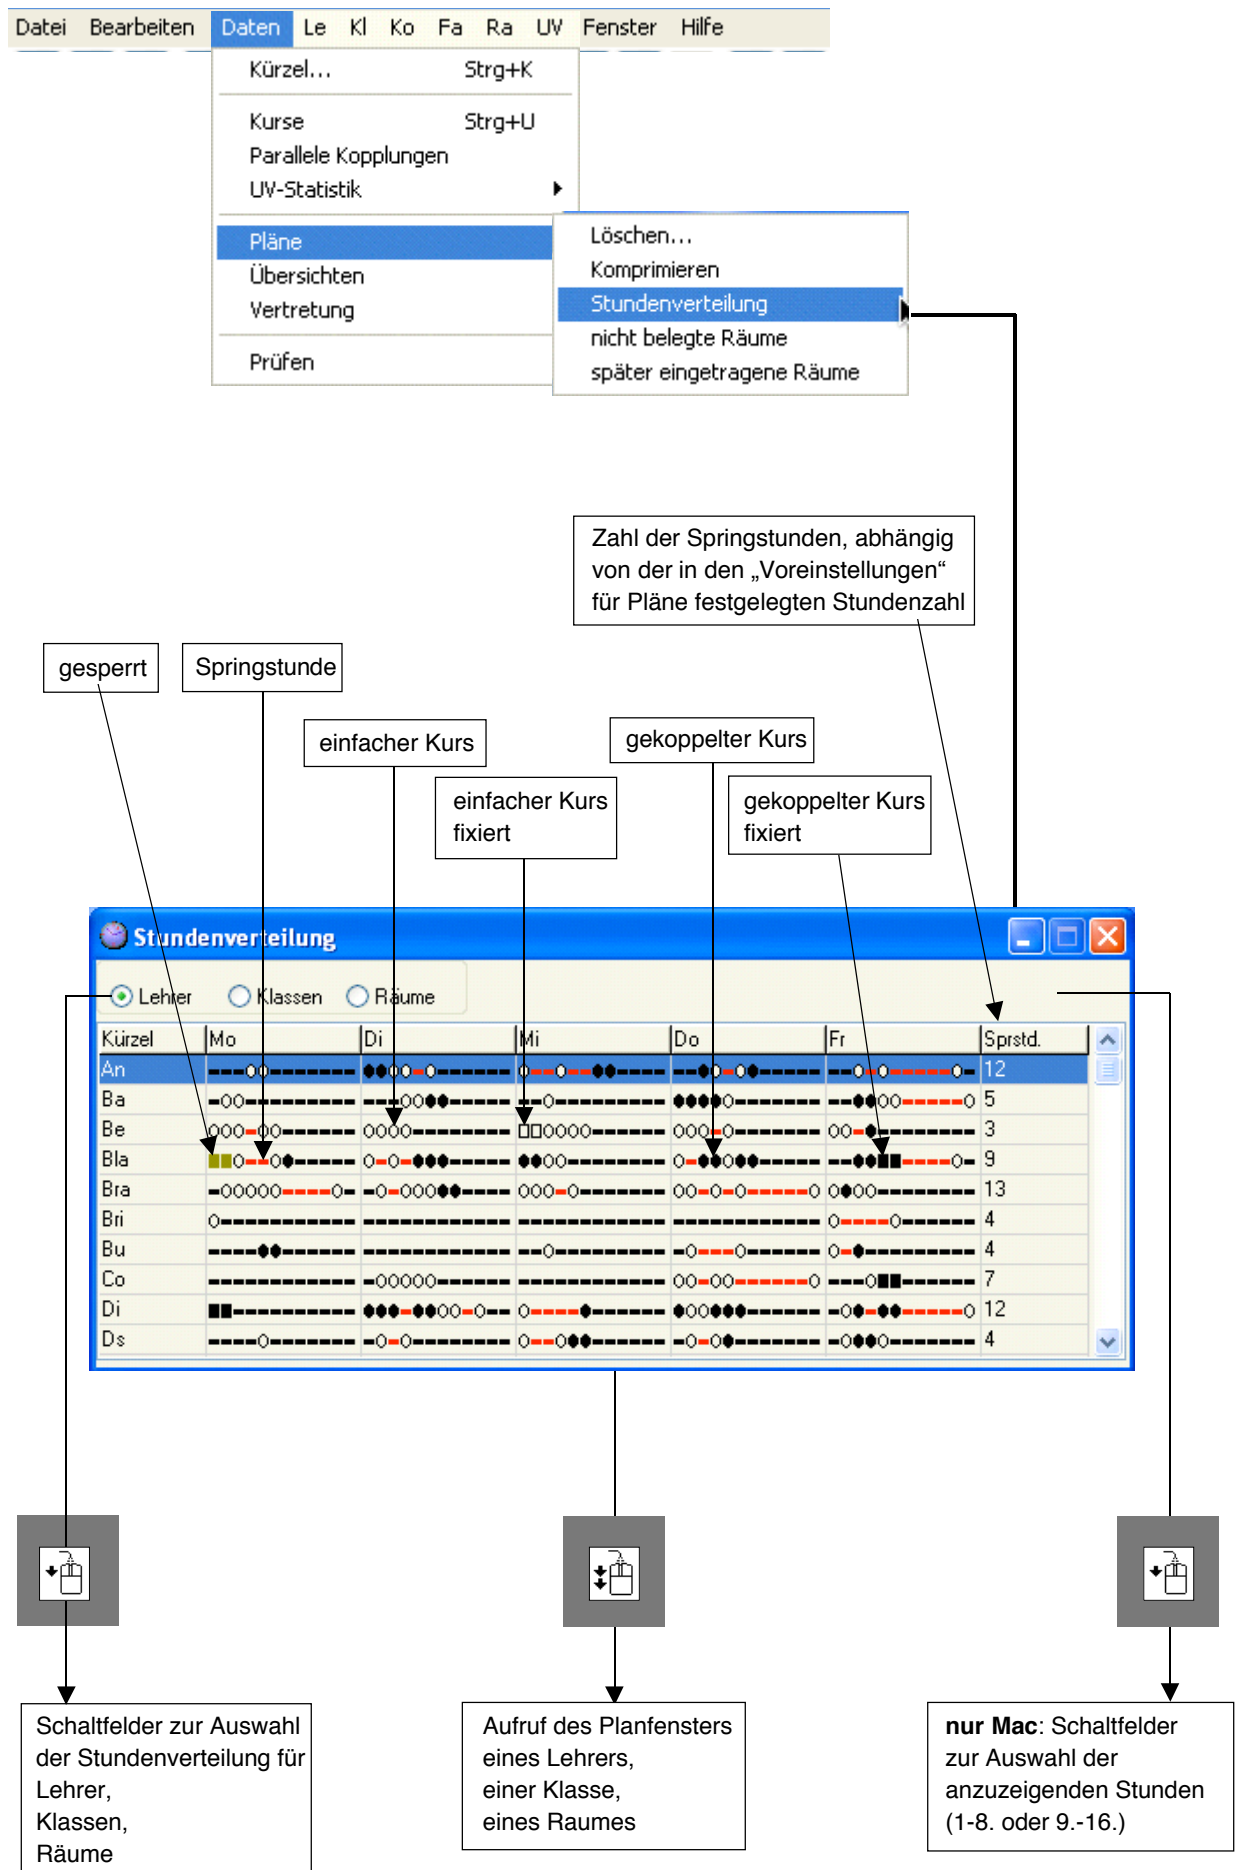 Datei Bearbeiten Daten Le Kl Ko Fa Ra UV Fenster Hilfe
Kürzel... Strg+K
Kurse Strg+U
Parallele Kopplungen
UV-Statistik
Pläne
Übersichten
Vertretung
Prüfen
Löschen...
Komprimieren
Stundenverteilung
nicht belegte Räume
später eingetragene Räume
Zahl der Springstunden, abhängig
von der in den „Voreinstellungen“
für Pläne festgelegten Stundenzahl
gesperrt
Springstunde
einfacher Kurs
gekoppelter Kurs
einfacher Kurs
fixiert
gekoppelter Kurs
fixiert
Stundenverteilung
Lehrer Klassen Räume
Kürzel Mo Di Mi Do Fr Sprstd.
An 12
Ba 5
Be 3
Bla 9
Bra 13
Bri 4
Bu 4
Co 7
Di 12
Ds 4
Schaltfelder zur Auswahl
der Stundenverteilung für
Lehrer,
Klassen,
Räume
Aufruf des Planfensters
eines Lehrers,
einer Klasse,
eines Raumes
nur Mac: Schaltfelder
zur Auswahl der
anzuzeigenden Stunden
(1-8. oder 9.-16.)